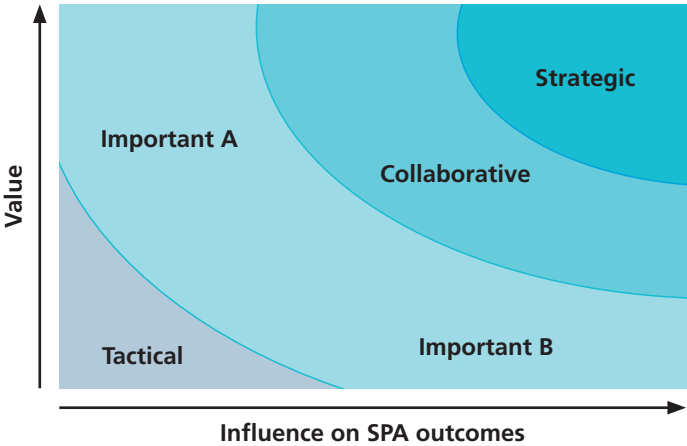 Strategic
Important A
Collaborative
Value
Important B
Tactical
Influence on SPA outcomes